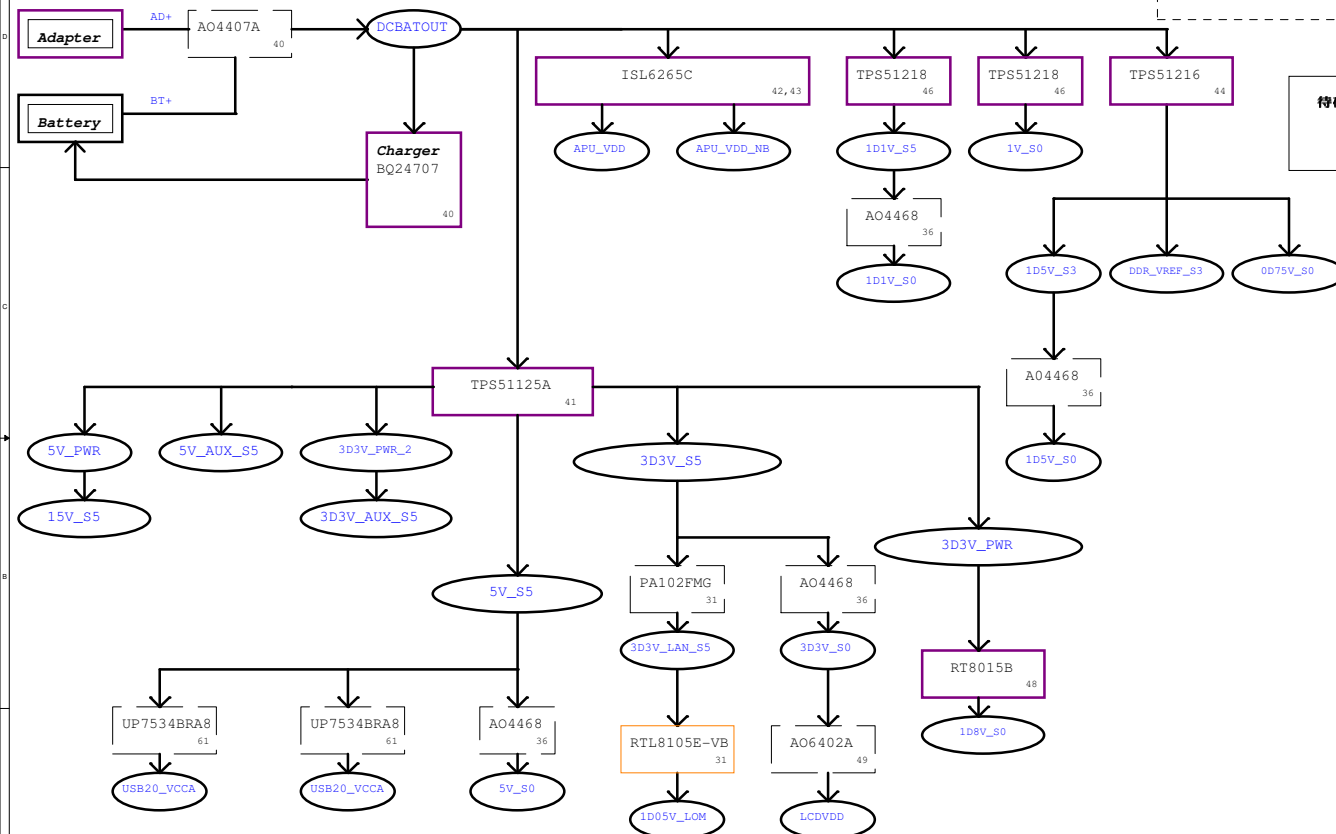 D
Adapter
AD+
AO4407A
40
DCBATOUT
Battery
BT+
Charger
BQ24707
40
ISL6265C
42,43
TPS51218
46
TPS51218
46
TPS51216
44
APU_VDD
APU_VDD_NB
1D1V_S5
1V_S0
AO4468
36
1D1V_S0
1D5V_S3
DDR_VREF_S3
0D75V_S0
C
A04468
36
1D5V_S0
TPS51125A
41
5V_PWR
5V_AUX_S5
3D3V_PWR_2
3D3V_S5
15V_S5
3D3V_AUX_S5
3D3V_PWR
B
5V_S5
PA102FMG
31
AO4468
36
3D3V_LAN_S5
3D3V_S0
RT8015B
48
1D8V_S0
UP7534BRA8
61
UP7534BRA8
61
AO4468
36
RTL8105E-VB
31
AO6402A
49
USB20_VCCA
USB20_VCCA
5V_S0
1D05V_LOM
LCDVDD